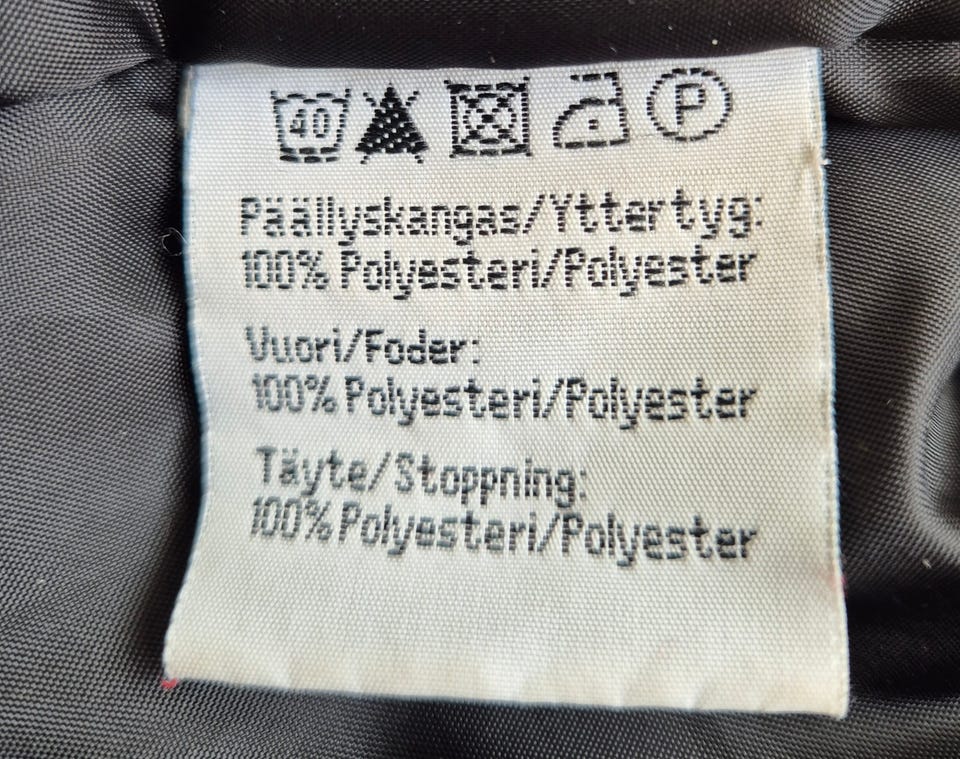 40 P
Päällyskangas/Yttertyg:
100% Polyesteri/Polyester
Vuori/Foder:
100% Polyesteri/Polyester
Täyte/Stoppning:
100% Polyesteri/Polyester